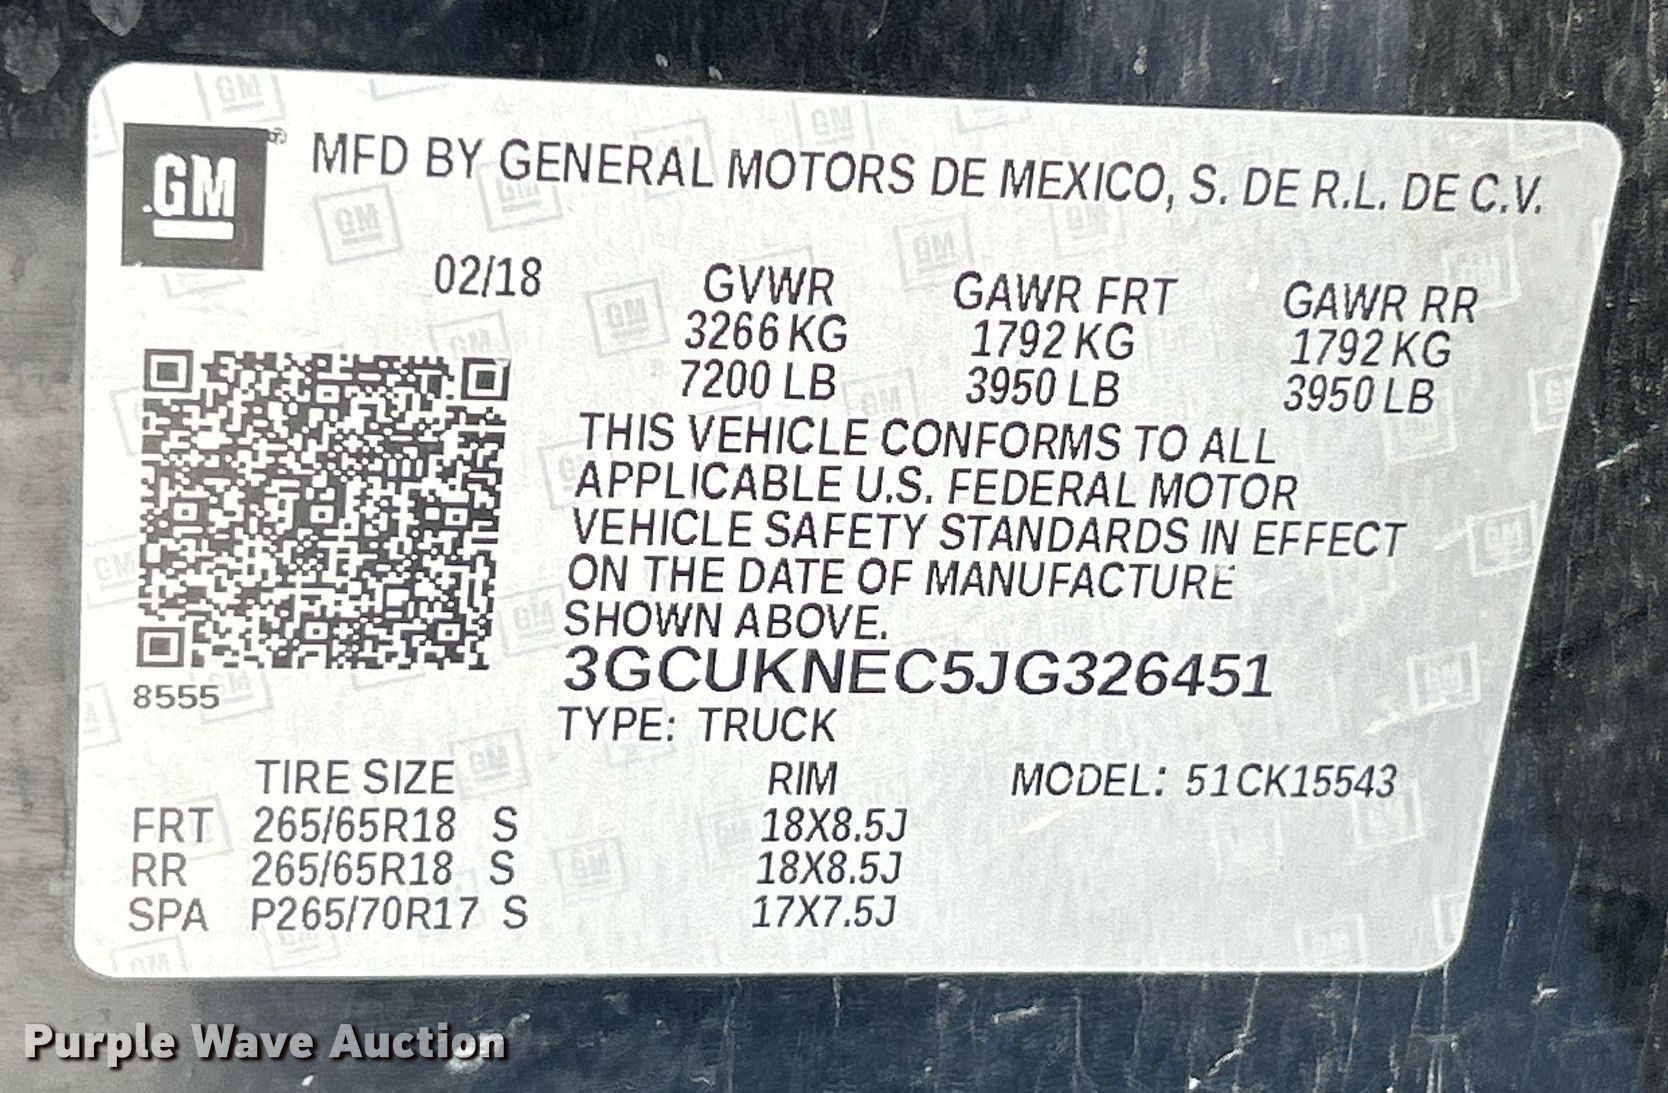 GM® MFD BY GENERAL MOTORS DE MEXICO, S. DE R.L. DE C.V.
02/18 GVWR GAWR FRT GAWR RR
3266 KG 1792 KG 1792 KG
7200 LB 3950 LB 3950 LB
THIS VEHICLE CONFORMS TO ALL
APPLICABLE U.S. FEDERAL MOTOR
VEHICLE SAFETY STANDARDS IN EFFECT
ON THE DATE OF MANUFACTURE
SHOWN ABOVE.
3GCUKNEC5JG326451
8555
TYPE: TRUCK
TIRE SIZE RIM MODEL: 51CK15543
FRT 265/65R18 S 18X8.5J
RR 265/65R18 S 18X8.5J
SPA P265/70R17 S 17X7.5J
Purple Wave Auction